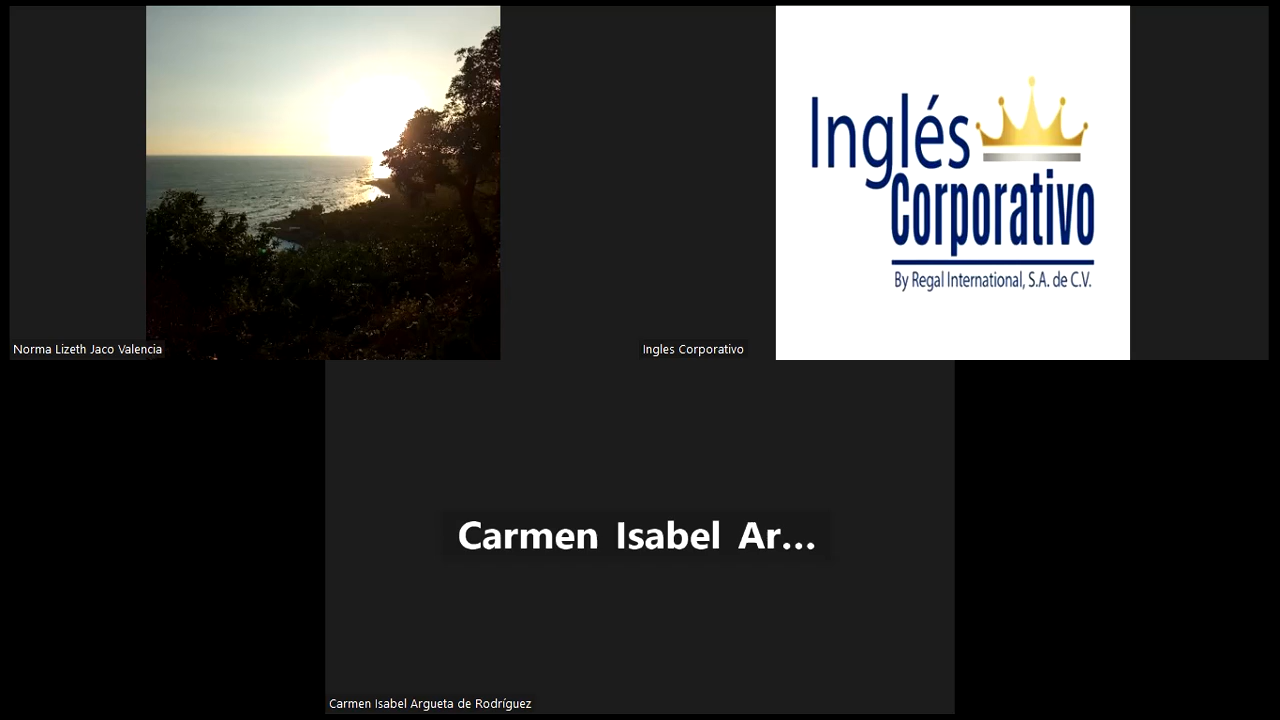 Norma Lizeth Jaco Valencia
Inglés
Corporativo
By Regal International, S.A. de C.V.
Ingles Corporativo
Carmen Isabel Ar...
Carmen Isabel Argueta de Rodríguez